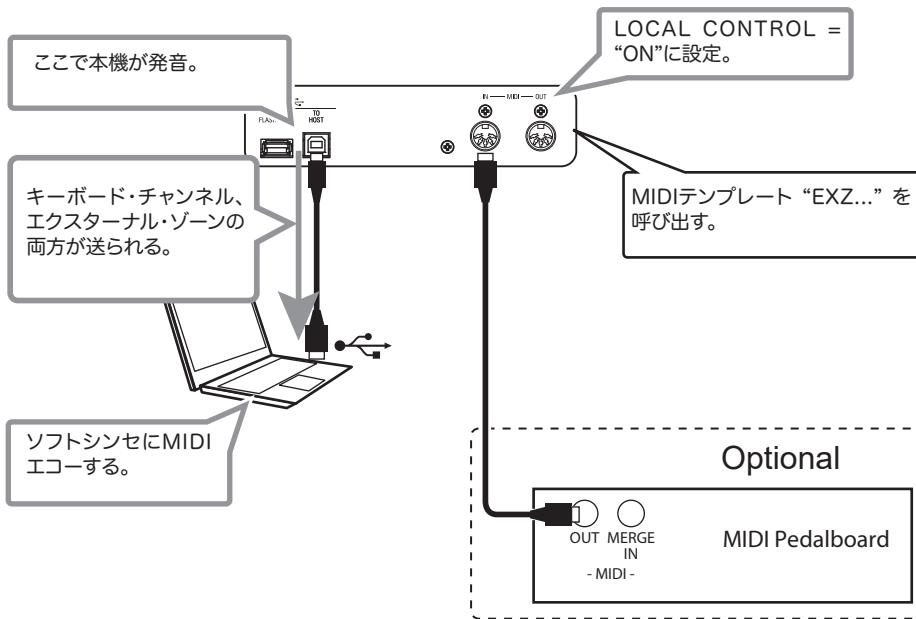 LOCAL CONTROL =
“ON”に設定。
ここで本機が発音。
IN — MIDI — OUT
TO
HOST
MIDIテンプレート “EXZ...” を
呼び出す。
キーボード・チャンネル、
エクスターナル・ゾーンの
両方が送られる。
ソフトシンセにMIDI
エコーする。
Optional
OUT MERGE
IN
- MIDI -
MIDI Pedalboard